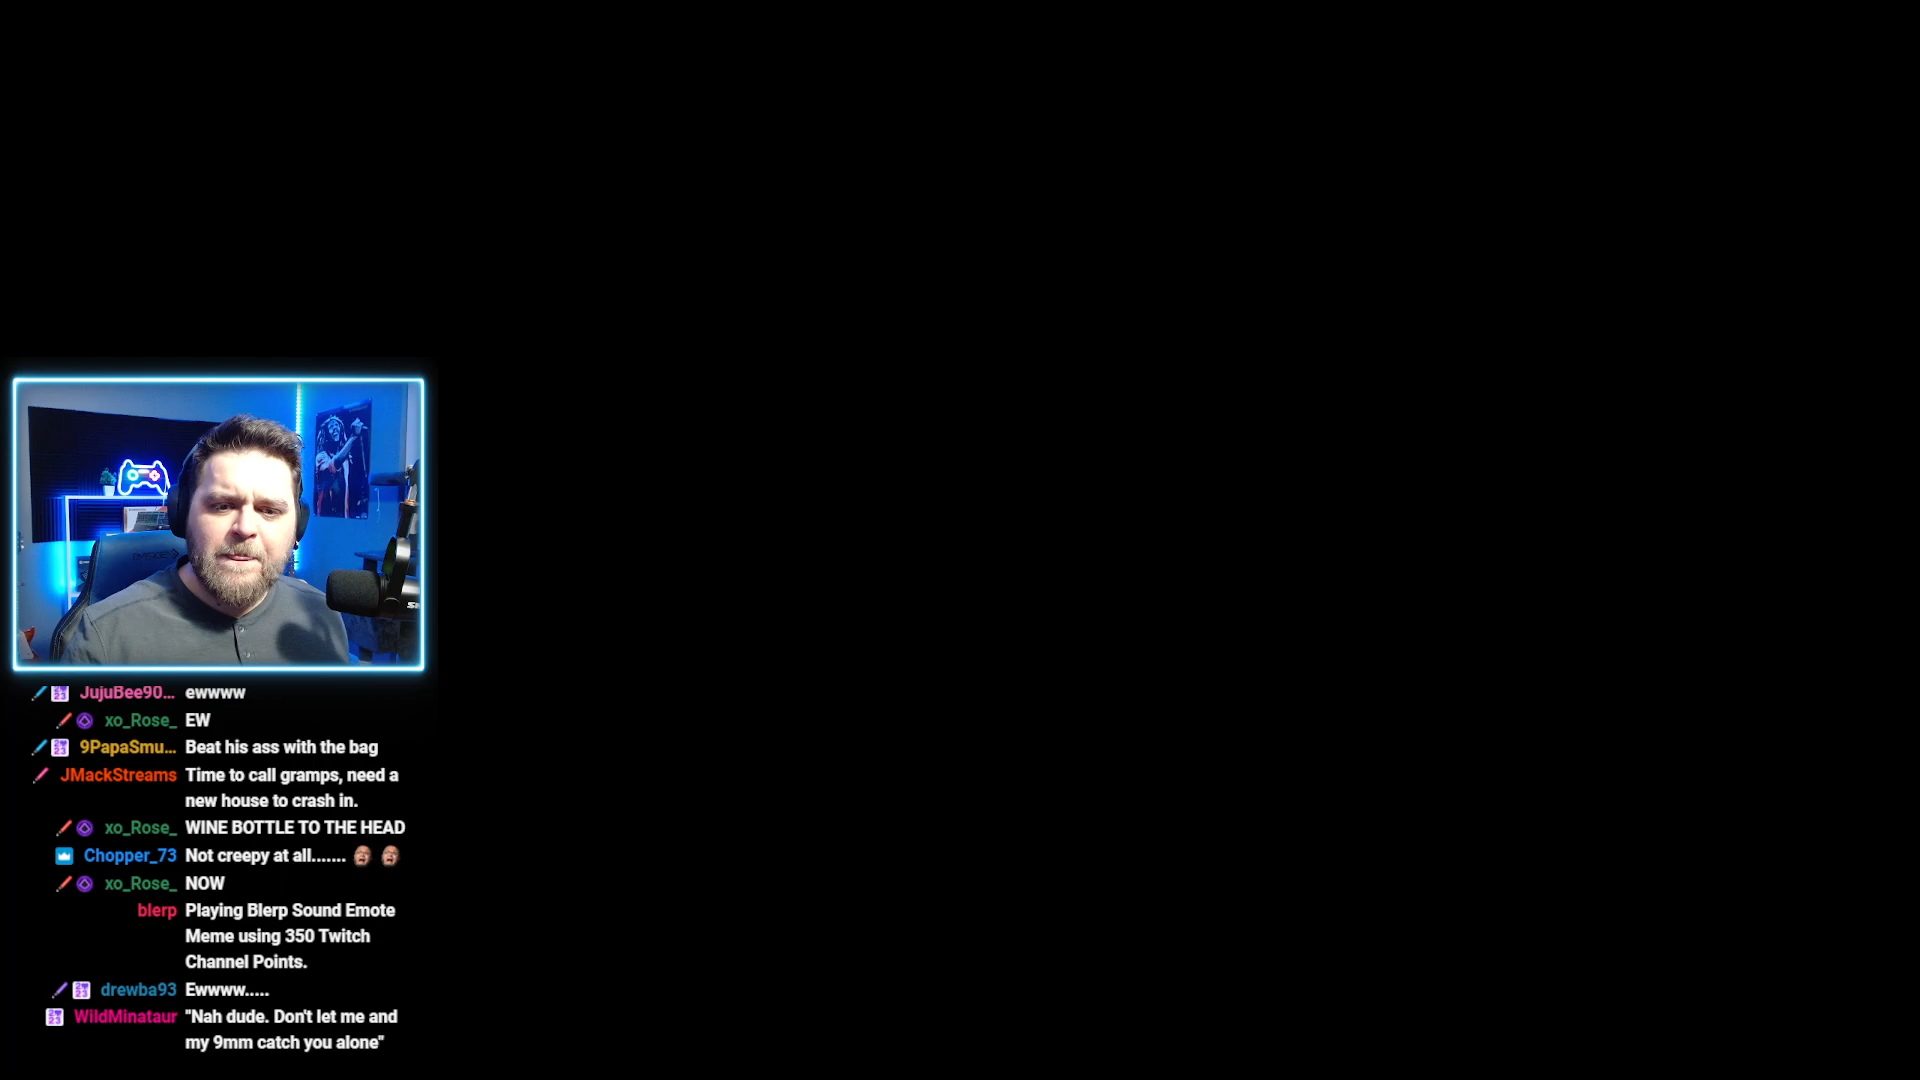 JujuBee90... ewwww
xo_Rose_ EW
9PapaSmu... Beat his ass with the bag
JMackStreams Time to call gramps, need a
new house to crash in.
xo_Rose_ WINE BOTTLE TO THE HEAD
Chopper_73 Not creepy at all.......
xo_Rose_ NOW
blerp Playing Blerp Sound Emote
Meme using 350 Twitch
Channel Points.
drewba93 Ewwww.....
WildMinataur "Nah dude. Don't let me and
my 9mm catch you alone"